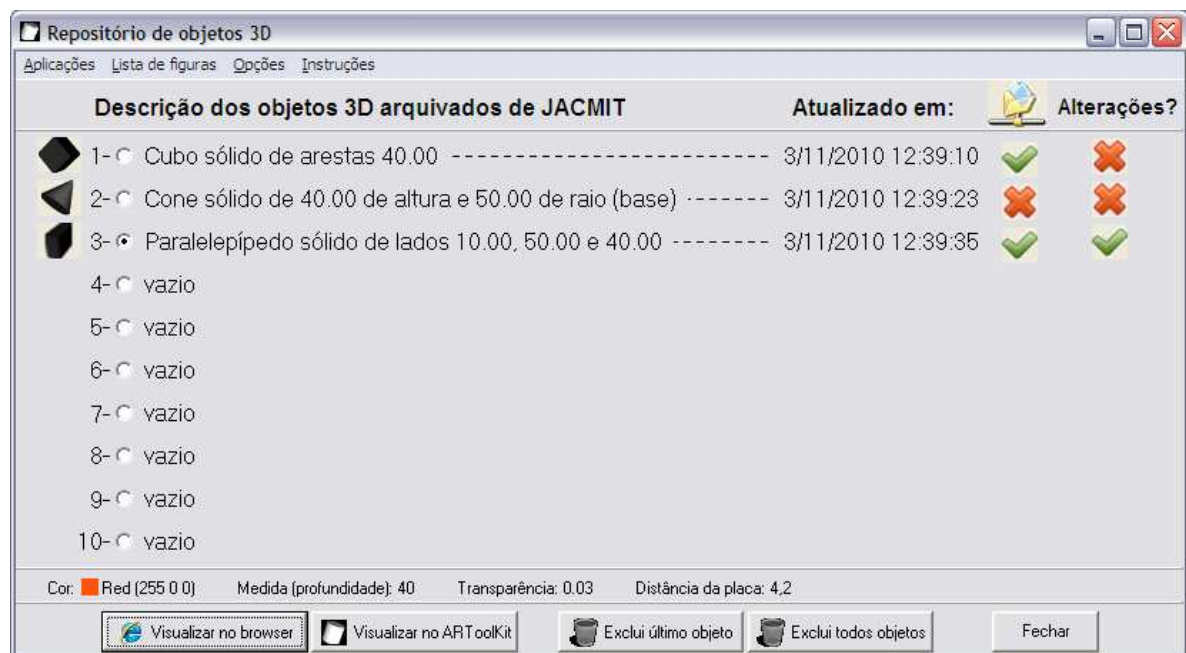 Repositório de objetos 3D
Aplicações Lista de figuras Opções Instruções
Descrição dos objetos 3D arquivados de JACMIT Atualizado em: Alterações?
1- Cubo sólido de arestas 40.00 ------------------------- 3/11/2010 12:39:10
2- Cone sólido de 40.00 de altura e 50.00 de raio (base) ------- 3/11/2010 12:39:23
3- Paralelepípedo sólido de lados 10.00, 50.00 e 40.00 -------- 3/11/2010 12:39:35
4- vazio
5- vazio
6- vazio
7- vazio
8- vazio
9- vazio
10- vazio
Cor: Red (255 0 0) Medida (profundidade): 40 Transparência: 0.03 Distância da placa: 4,2
Visualizar no browser Visualizar no ARToolKit Exclui último objeto Exclui todos objetos Fechar